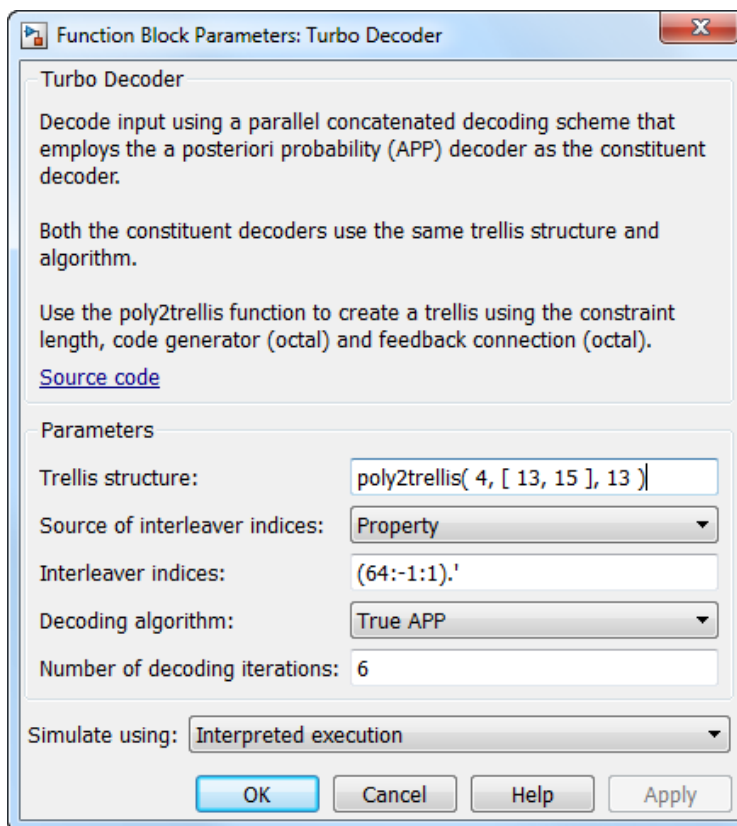 Function Block Parameters: Turbo Decoder
Turbo Decoder
Decode input using a parallel concatenated decoding scheme that
employs the a posteriori probability (APP) decoder as the constituent
decoder.
Both the constituent decoders use the same trellis structure and
algorithm.
Use the poly2trellis function to create a trellis using the constraint
length, code generator (octal) and feedback connection (octal).
Source code
Parameters
Trellis structure: poly2trellis( 4, [ 13, 15 ], 13 )
Source of interleaver indices: Property
Interleaver indices: (64:-1:1).'
Decoding algorithm: True APP
Number of decoding iterations: 6
Simulate using: Interpreted execution
OK Cancel Help Apply